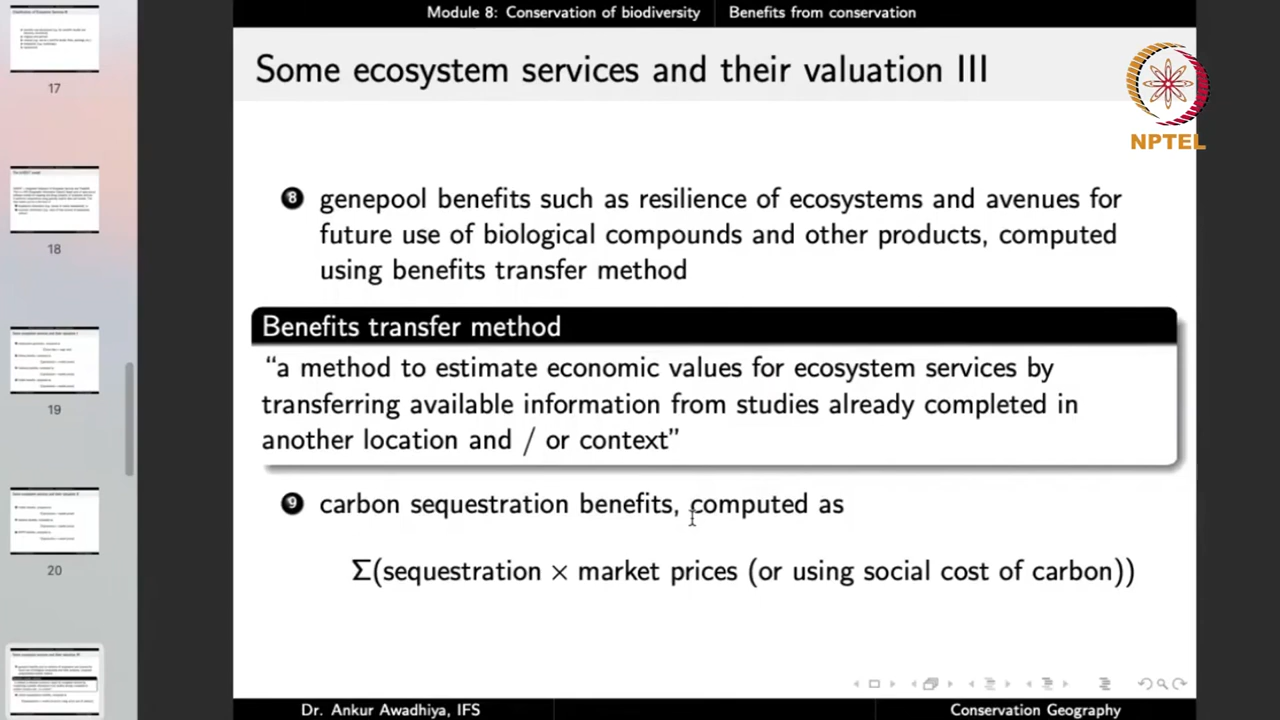 Module 8: Conservation of biodiversity Benefits from conservation
Some ecosystem services and their valuation III
NPTEL
8 genepool benefits such as resilience of ecosystems and avenues for
future use of biological compounds and other products, computed
using benefits transfer method
Benefits transfer method
“a method to estimate economic values for ecosystem services by
transferring available information from studies already completed in
another location and / or context”
9 carbon sequestration benefits, computed as
Σ(sequestration × market prices (or using social cost of carbon))
Dr. Ankur Awadhiya, IFS Conservation Geography
17
18
19
20